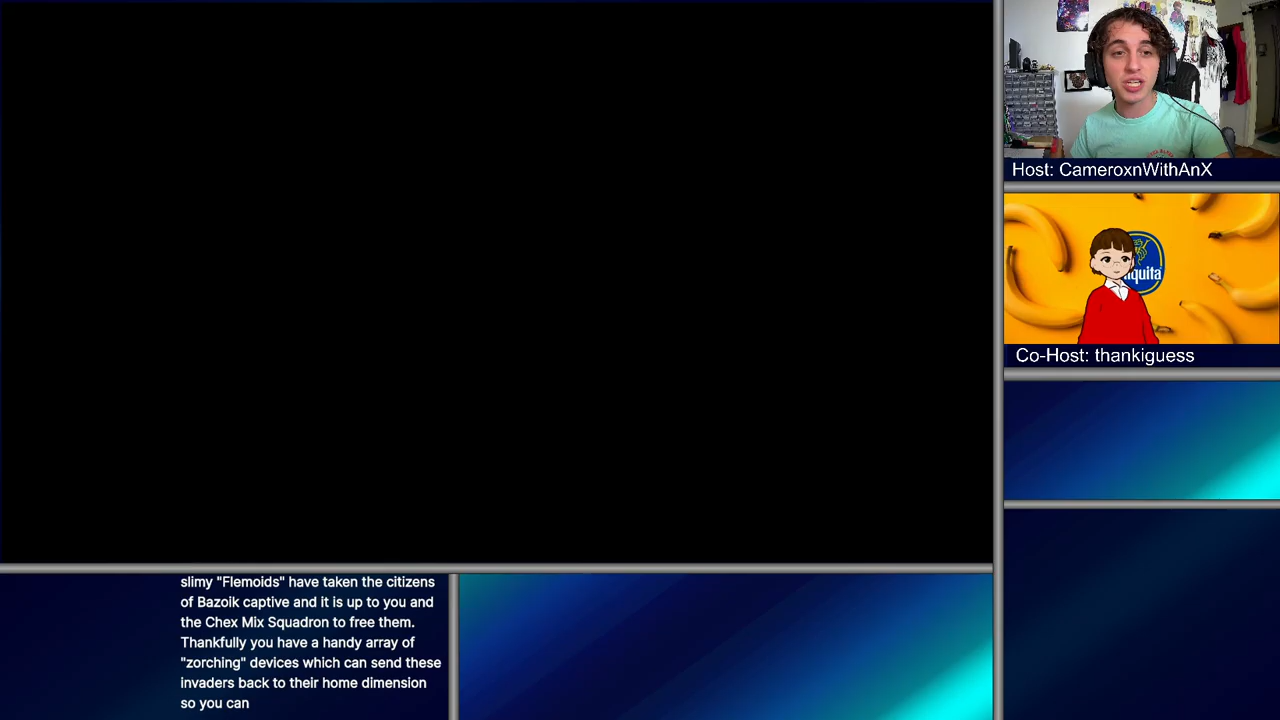 Host: CameroxnWithAnX
quita
Co-Host: thankiguess
slimy "Flemoids" have taken the citizens
of Bazoik captive and it is up to you and
the Chex Mix Squadron to free them.
Thankfully you have a handy array of
"zorching" devices which can send these
invaders back to their home dimension
so you can